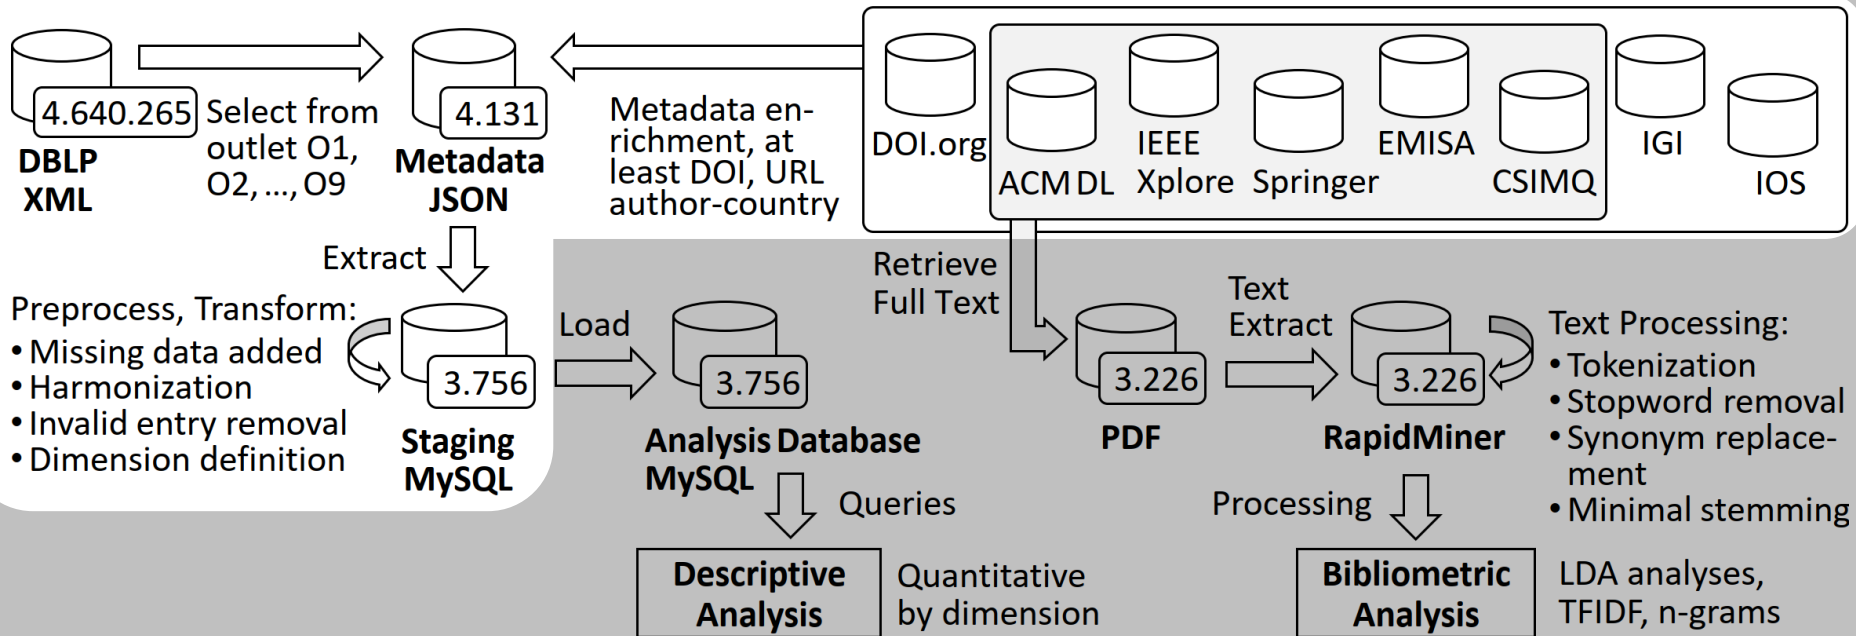 4.640.265
DBLP
XML
Select from
outlet O1,
O2, ..., O9
4.131
Metadata
JSON
Metadata en-
richment, at
least DOI, URL
author-country
DOI.org
ACM DL
IEEE
Xplore
Springer
EMISA
CSIMQ
IGI
IOS
Extract
Preprocess, Transform:
• Missing data added
• Harmonization
• Invalid entry removal
• Dimension definition
3.756
Staging
MySQL
Load
3.756
Analysis Database
MySQL
Queries
Descriptive
Analysis
Quantitative
by dimension
Retrieve
Full Text
3.226
PDF
Text
Extract
3.226
RapidMiner
Text Processing:
• Tokenization
• Stopword removal
• Synonym replace-
ment
• Minimal stemming
Processing
Bibliometric
Analysis
LDA analyses,
TFIDF, n-grams